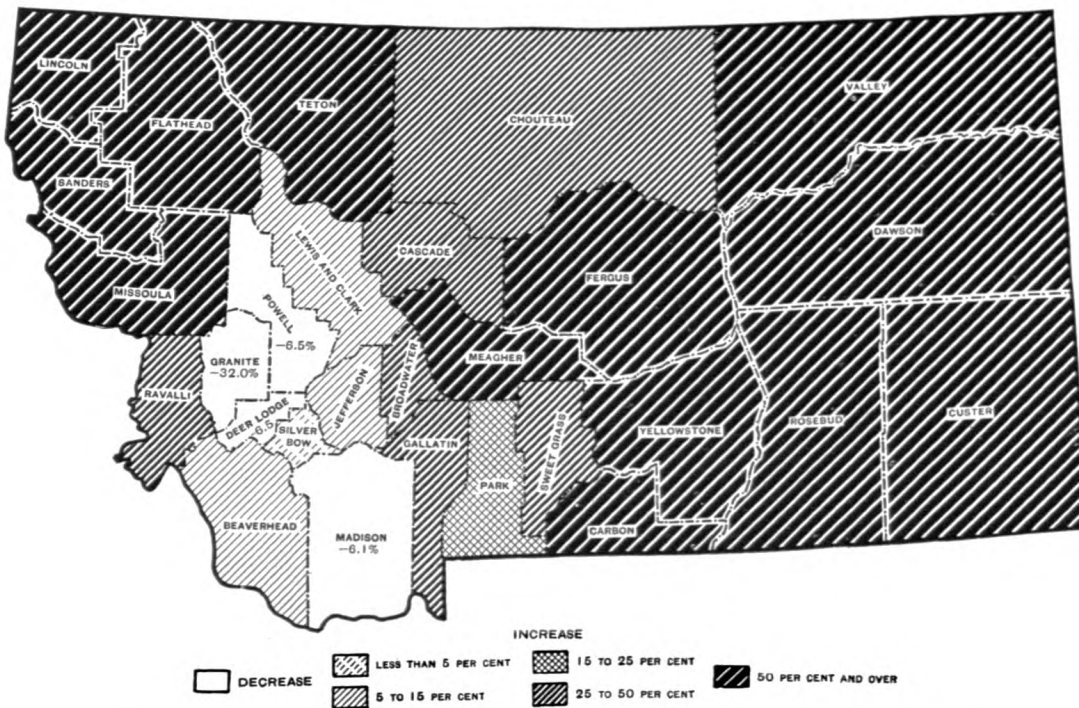 LINCOLN
FLATHEAD
TETON
CHOUTEAU
VALLEY
SANDERS
MISSOULA
LEWIS AND CLARK
CASCADE
FERGUS
DAWSON
POWELL
-6.5%
GRANITE
-32.0%
MEAGHER
RAVALLI
DEER LODGE
-6.5
SILVER
BOW
JEFFERSON
BROADWATER
GALLATIN
PARK
SWEET GRASS
YELLOWSTONE
ROSEBUD
CUSTER
BEAVERHEAD
MADISON
-6.1%
CARBON
INCREASE
DECREASE
LESS THAN 5 PER CENT
15 TO 25 PER CENT
50 PER CENT AND OVER
5 TO 15 PER CENT
25 TO 50 PER CENT